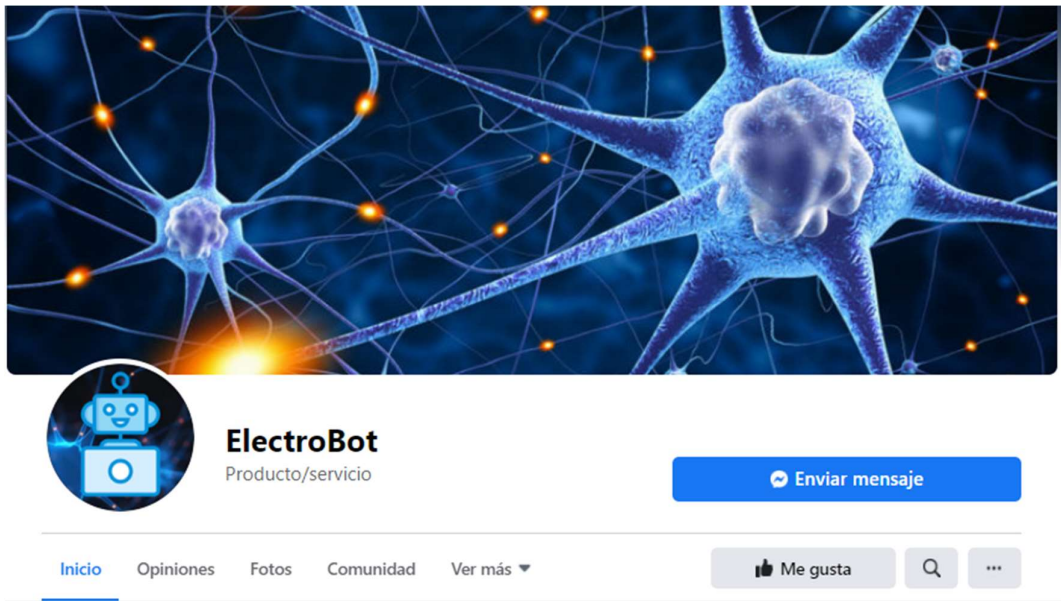 ElectroBot
Producto/servicio
Enviar mensaje
Inicio Opiniones Fotos Comunidad Ver más Me gusta